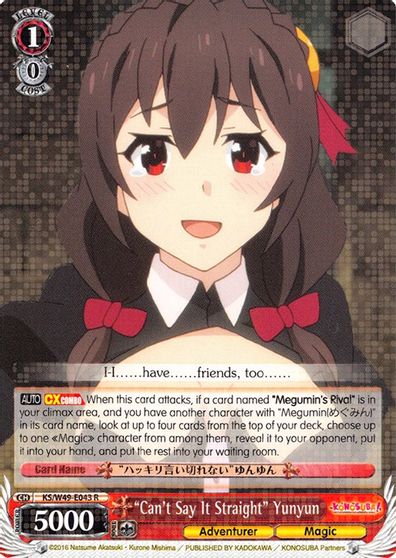 LEVEL
1
0
COST
I-I……have……friends, too……
AUTO CX COMBO When this card attacks, if a card named "Megumin's Rival" is in
your climax area, and you have another character with "Megumin(めぐみん)"
in its card name, look at up to four cards from the top of your deck, choose up
to one ≪Magic≫ character from among them, reveal it to your opponent, put
it into your hand, and put the rest into your waiting room.
Card Name
"ハッキリ言い切れない"ゆんゆん
CH KS/W49-E043 R
POWER
5000
"Can't Say It Straight" Yunyun
KONOSUBA!
Adventurer
Magic
©2016 Natsume Akatsuki・Kurone Mishima / PUBLISHED BY KADOKAWA / KONOSUBA Partners